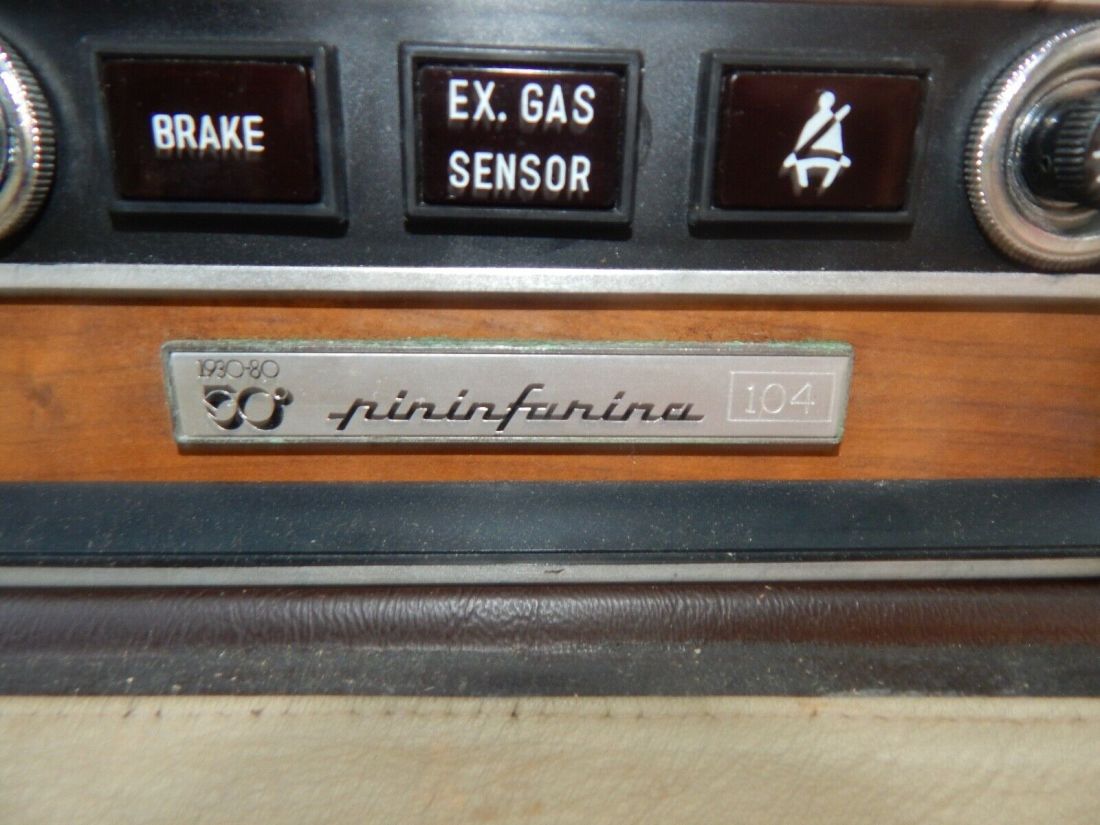 BRAKE
EX. GAS
SENSOR
1930-80
50°
pininfarina
104